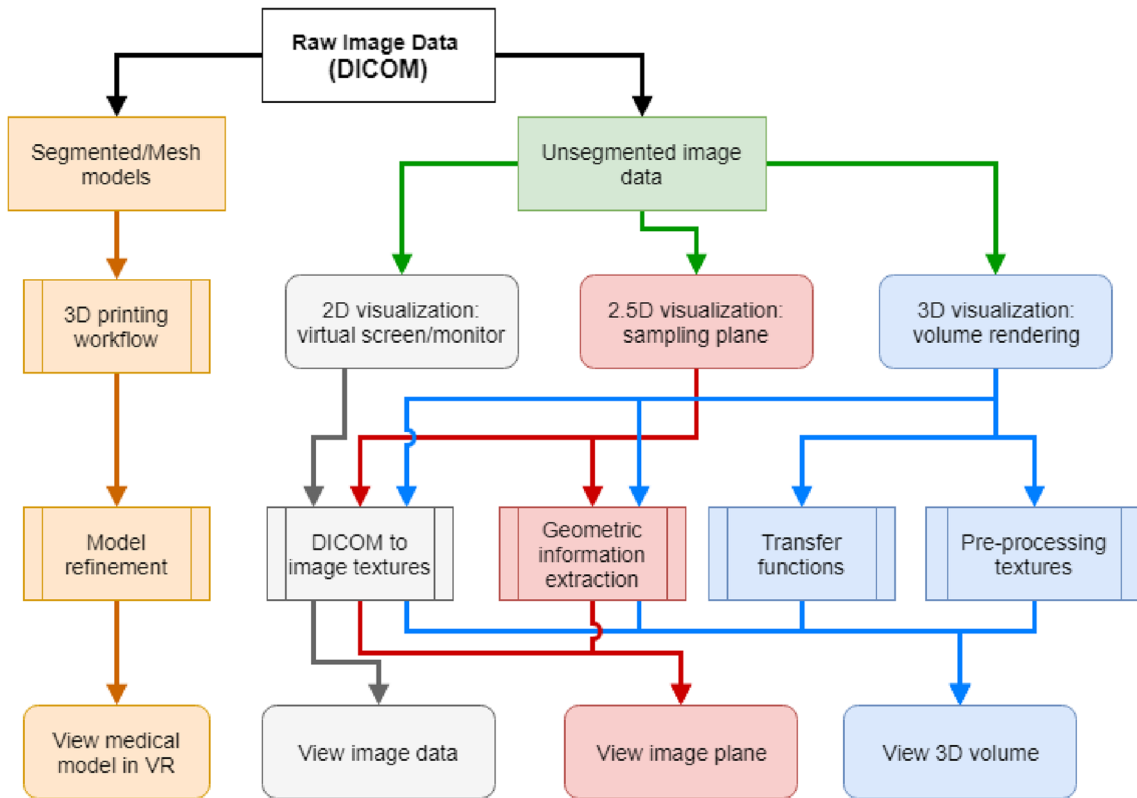 Raw Image Data
(DICOM)
Segmented/Mesh
models
Unsegmented image
data
3D printing
workflow
2D visualization:
virtual screen/monitor
2.5D visualization:
sampling plane
3D visualization:
volume rendering
Model
refinement
DICOM to
image textures
Geometric
information
extraction
Transfer
functions
Pre-processing
textures
View medical
model in VR
View image data
View image plane
View 3D volume